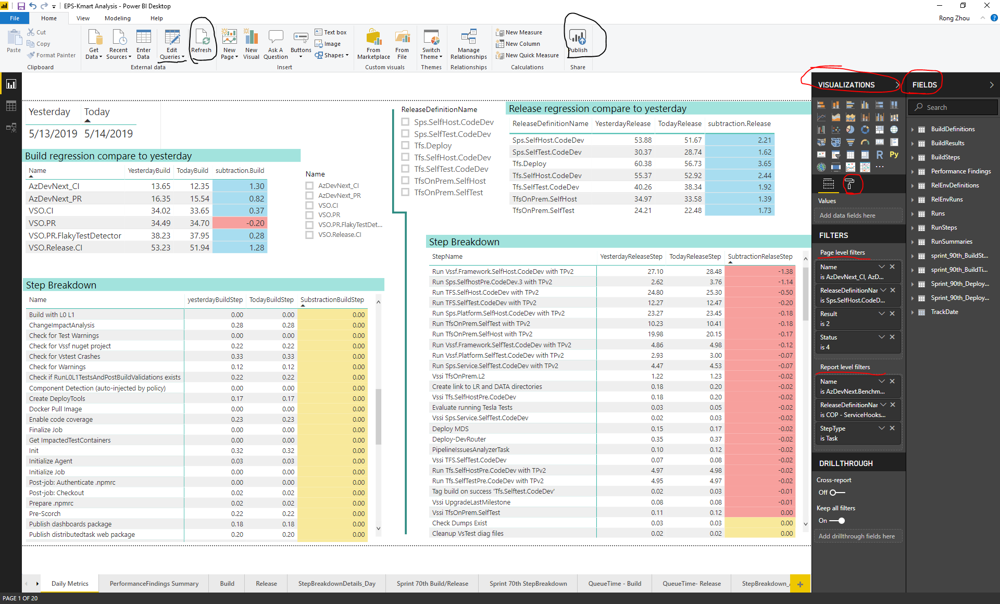 EPS-Kmart Analysis - Power BI Desktop
File Home View Modeling Help Rong Zhou
Paste
Cut
Copy
Format Painter
Clipboard
Get Data
Recent Sources
Enter Data
Edit Queries
Refresh
External data
New Page
New Visual
Ask A Question
Buttons
Text box
Image
Shapes
Insert
From Marketplace
From File
Custom visuals
Switch Theme
Themes
Manage Relationships
Relationships
New Measure
New Column
New Quick Measure
Calculations
Publish
Share
Yesterday Today
5/13/2019 5/14/2019
Build regression compare to yesterday
Name YesterdayBuild TodayBuild subtraction.Build
AzDevNext_CI 13.65 12.35 1.30
AzDevNext_PR 16.35 15.54 0.82
VSO.CI 34.02 33.65 0.37
VSO.PR 34.49 34.70 -0.20
VSO.PR.FlakyTestDetector 38.23 37.95 0.28
VSO.Release.CI 53.23 51.94 1.28
Name
AzDevNext_CI
AzDevNext_PR
VSO.CI
VSO.PR
VSO.PR.FlakyTestDet...
VSO.Release.CI
ReleaseDefinitionName
Sps.SelfHost.CodeDev
Sps.SelfTest.CodeDev
Tfs.Deploy
Tfs.SelfHost.CodeDev
Tfs.SelfTest.CodeDev
TfsOnPrem.SelfHost
TfsOnPrem.SelfTest
Release regression compare to yesterday
ReleaseDefinitionName YesterdayRelease TodayRelease subtraction.Release
Sps.SelfHost.CodeDev 53.88 51.67 2.21
Sps.SelfTest.CodeDev 30.37 28.74 1.62
Tfs.Deploy 60.38 56.73 3.65
Tfs.SelfHost.CodeDev 55.37 52.92 2.44
Tfs.SelfTest.CodeDev 40.26 38.34 1.92
TfsOnPrem.SelfHost 34.97 33.58 1.39
TfsOnPrem.SelfTest 24.21 22.48 1.73
Step Breakdown
Name yesterdayBuildStep TodayBuildStep SubstractionBuildStep
Build with L0 L1 0.00 0.00 0.00
ChangeImpactAnalysis 0.28 0.28 0.00
Check for Test Warnings 0.00 0.00 0.00
Check for Vssf nuget project 0.22 0.22 0.00
Check for Vstest Crashes 0.33 0.33 0.00
Check for Warnings 0.12 0.12 0.00
Check if RunL0L1TestsAndPostBuildValidations exists 0.22 0.22 0.00
Component Detection (auto-injected by policy) 0.00 0.00 0.00
Create DeployTools 0.17 0.17 0.00
Docker Pull Image 0.00 0.00 0.00
Enable code coverage 0.23 0.23 0.00
Finalize Job 0.00 0.00 0.00
Get ImpactedTestContainers 0.00 0.00 0.00
Init 0.32 0.32 0.00
Initialize Agent 0.03 0.03 0.00
Initialize Job 0.00 0.00 0.00
Post-job: Authenticate .npmrc 0.00 0.00 0.00
Post-job: Checkout 0.02 0.02 0.00
Prepare .npmrc 0.02 0.02 0.00
Pre-Scorch 0.22 0.22 0.00
Publish dashboards package 0.18 0.18 0.00
Publish distributedtask web package 0.20 0.20 0.00
Step Breakdown
StepName YesterdayReleaseStep TodayReleaseStep SubtractionRelaseStep
Run Vssf.Framework.SelfHost.CodeDev with TPv2 27.10 28.48 -1.38
Run Sps.SelfhostPre.CodeDev.3 with TPv2 2.62 3.76 -1.14
Run TFS.SelfHost.CodeDev with TPv2 24.80 25.30 -0.50
Run TFS.SelfTest.CodeDev with TPv2 12.27 12.47 -0.20
Run Sps.Platform.SelfHost.CodeDev with TPv2 23.27 23.45 -0.18
Run TfsOnPrem.SelfTest with TPv2 10.23 10.41 -0.18
Run TfsOnPrem.SelfHost with TPv2 19.98 20.15 -0.17
Run Vssf.Framework.SelfTest.CodeDev with TPv2 4.86 4.98 -0.12
Run Vssf.Platform.SelfTest.CodeDev with TPv2 2.93 3.00 -0.07
Run Sps.Service.SelfTest.CodeDev with TPv2 4.47 4.53 -0.07
Vssi TfsOnPrem.L2 1.22 1.23 -0.02
Create link to LR and DATA directories 0.18 0.20 -0.02
Vssi Tfs.SelfHostPre.CodeDev 0.18 0.20 -0.02
Evaluate running Tesla Tests 0.03 0.05 -0.02
Vssi Sps.Service.SelfTest.CodeDev 0.02 0.03 -0.02
Deploy MDS 0.15 0.17 -0.02
Deploy-DevRouter 0.35 0.37 -0.02
PipelineIssuesAnalyzerTask 0.10 0.12 -0.02
Vssi TFS.SelfTest.CodeDev 0.07 0.08 -0.02
Run Tfs.SelfHostPre.CodeDev with TPv2 4.97 4.98 -0.02
Run Tfs.SelfTestPre.CodeDev with TPv2 4.95 4.97 -0.02
Tag build on success 'Tfs.Selftest.CodeDev' 0.02 0.03 -0.01
Vssi UpgradeLastMilestone 0.08 0.08 -0.01
Vssi TfsOnPrem.SelfTest 0.11 0.12 0.00
Check Dumps Exist 0.03 0.03 0.00
Cleanup VsTest diag files 0.02 0.02 0.00
VISUALIZATIONS
R Py
Values
Add data fields here
FILTERS
Page level filters
Name
is AzDevNext_CI, AzD...
ReleaseDefinitionNar
is Sps.SelfHost.CodeD...
Result
is 2
Status
is 4
Report level filters
Name
is AzDevNext.Benchm...
ReleaseDefinitionNar
is COP - ServiceHooks...
StepType
is Task
DRILLTHROUGH
Cross-report
Off
Keep all filters
On
Add drillthrough fields here
FIELDS
Search
BuildDefinitions
BuildResults
BuildSteps
Performance Findings
RelEnvDefinitions
RelEnvRuns
Runs
RunSteps
RunSummaries
sprint_90th_BuildSt...
sprint_90th_BuildTi...
Sprint_90th_Deploy...
Sprint_90th_Deploy...
TrackDate
Daily Metrics PerformanceFindings Summary Build Release StepBreakdownDetails_Day Sprint 70th Build/Release Sprint 70th StepBreakdown QueueTime - Build QueueTime- Release StepBreakdown_
PAGE 1 OF 20